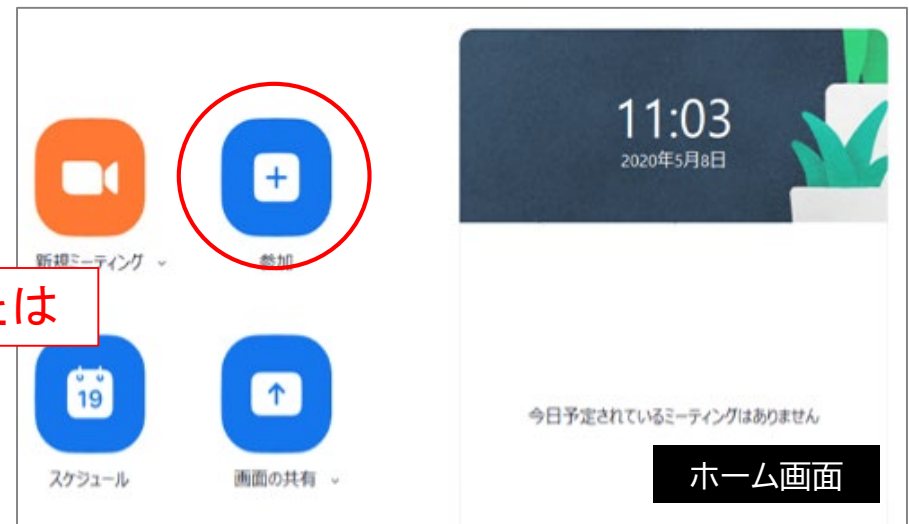 11:03
2020年5月8日
新規ミーティング
参加
とは
19
スケジュール
画面の共有
今日予定されているミーティングはありません
ホーム画面